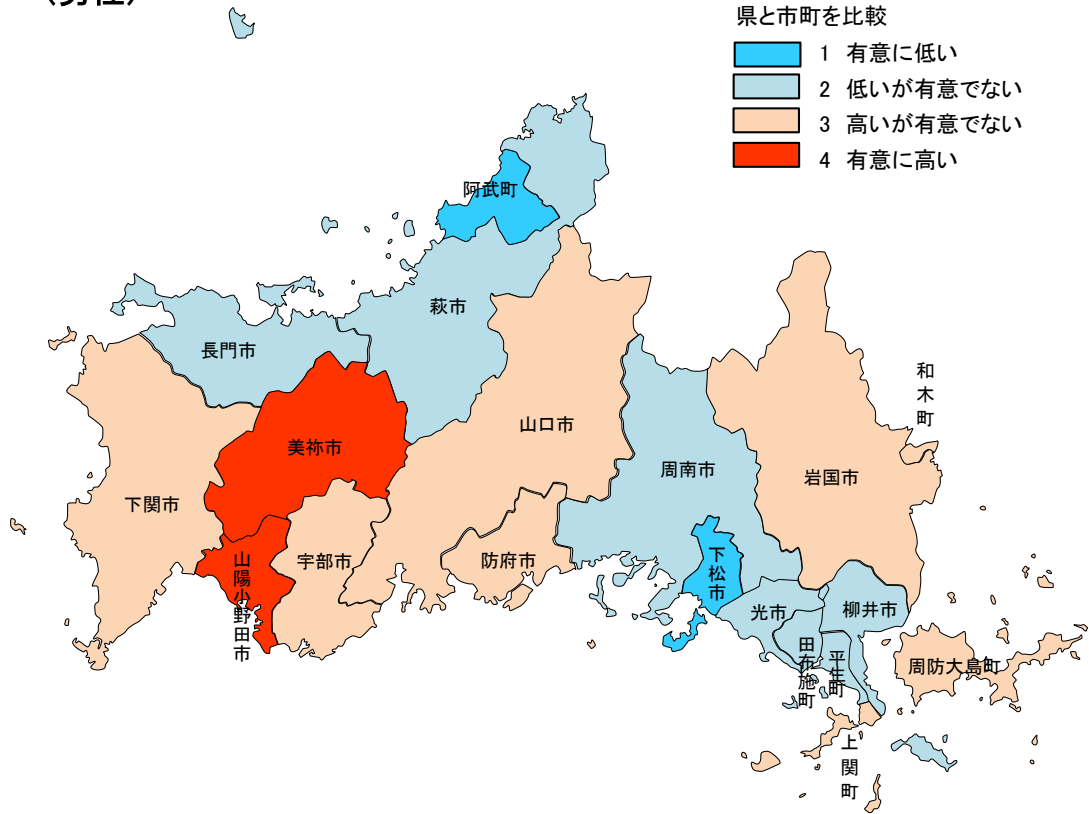 (男性)
県と市町を比較
1 有意に低い
2 低いが有意でない
3 高いが有意でない
4 有意に高い
阿武町
萩市
長門市
和木町
山口市
美祢市
周南市
岩国市
下関市
宇部市
防府市
山陽小野田市
下松市
光市
柳井市
田布施町
平生町
周防大島町
上関町